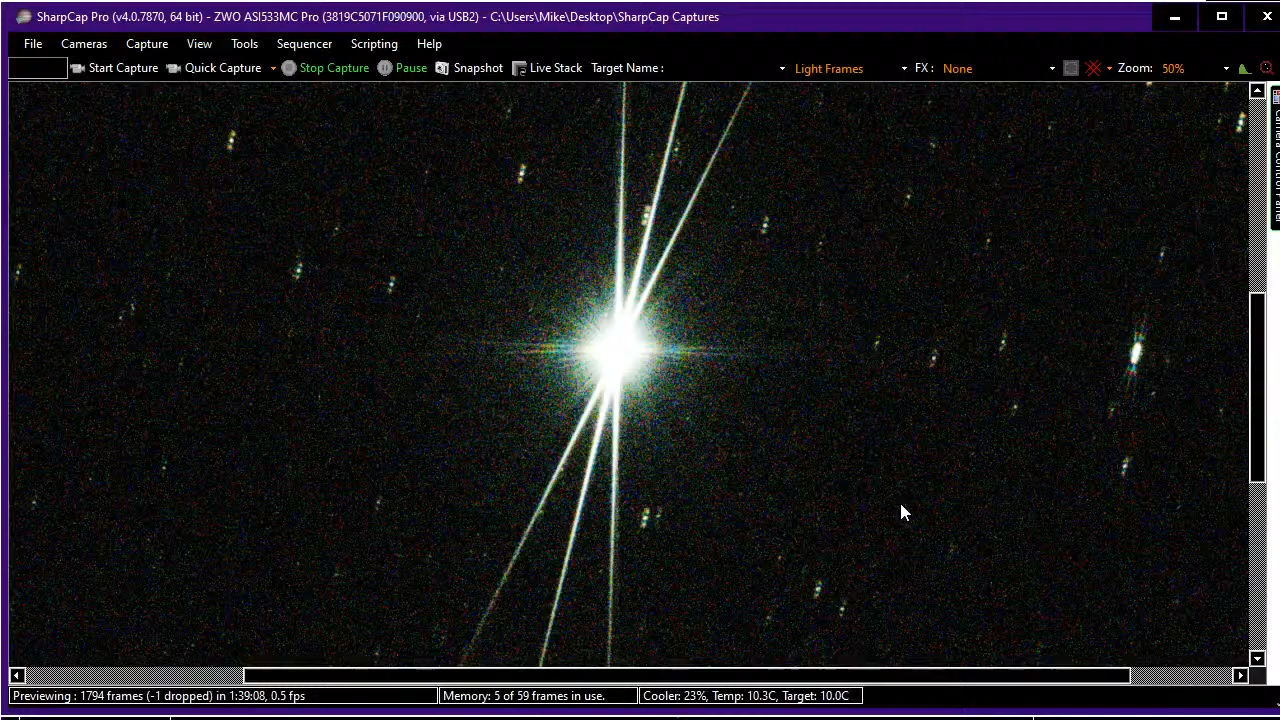 SharpCap Pro (v4.0.7870, 64 bit) - ZWO ASI533MC Pro (3819C5071F090900, via USB2) - C:\Users\Mike\Desktop\SharpCap Captures
File Cameras Capture View Tools Sequencer Scripting Help
Start Capture Quick Capture Stop Capture Pause Snapshot Live Stack Target Name : Light Frames FX : None Zoom: 50%
Previewing : 1794 frames (-1 dropped) in 1:39:08, 0.5 fps Memory: 5 of 59 frames in use. Cooler: 23%, Temp: 10.3C, Target: 10.0C